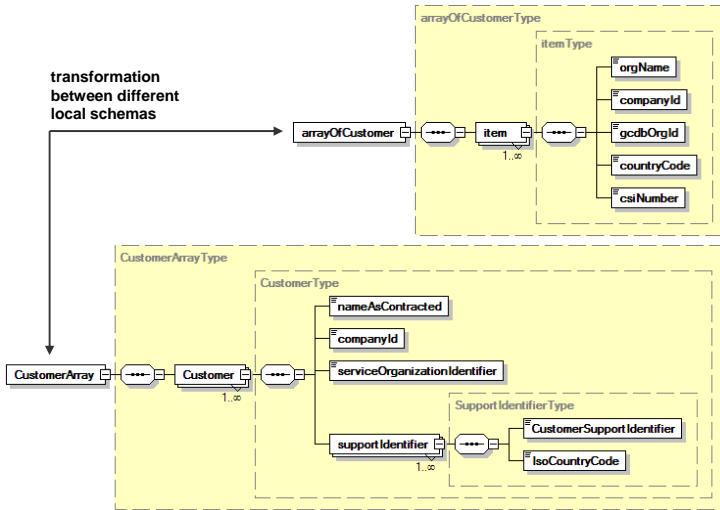 arrayOfCustomerType
itemType
orgName
transformation
between different
local schemas
companyId
arrayOfCustomer
item
gcdbOrgId
1..∞
countryCode
csiNumber
CustomerArrayType
CustomerType
nameAsContracted
companyId
CustomerArray
Customer
serviceOrganizationIdentifier
1..∞
SupportIdentifierType
CustomerSupportIdentifier
supportIdentifier
1..∞
IsoCountryCode